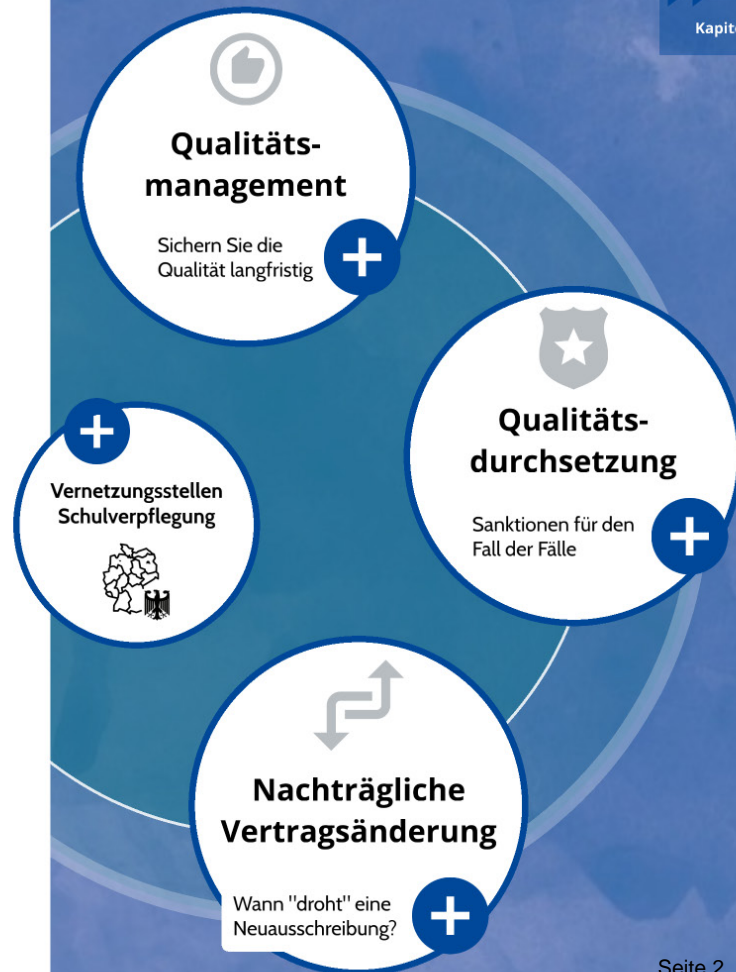 Qualitäts-
management
Sichern Sie die
Qualität langfristig
Qualitäts-
durchsetzung
Sanktionen für den
Fall der Fälle
Vernetzungsstellen
Schulverpflegung
Nachträgliche
Vertragsänderung
Wann "droht" eine
Neuausschreibung?
Seite 2